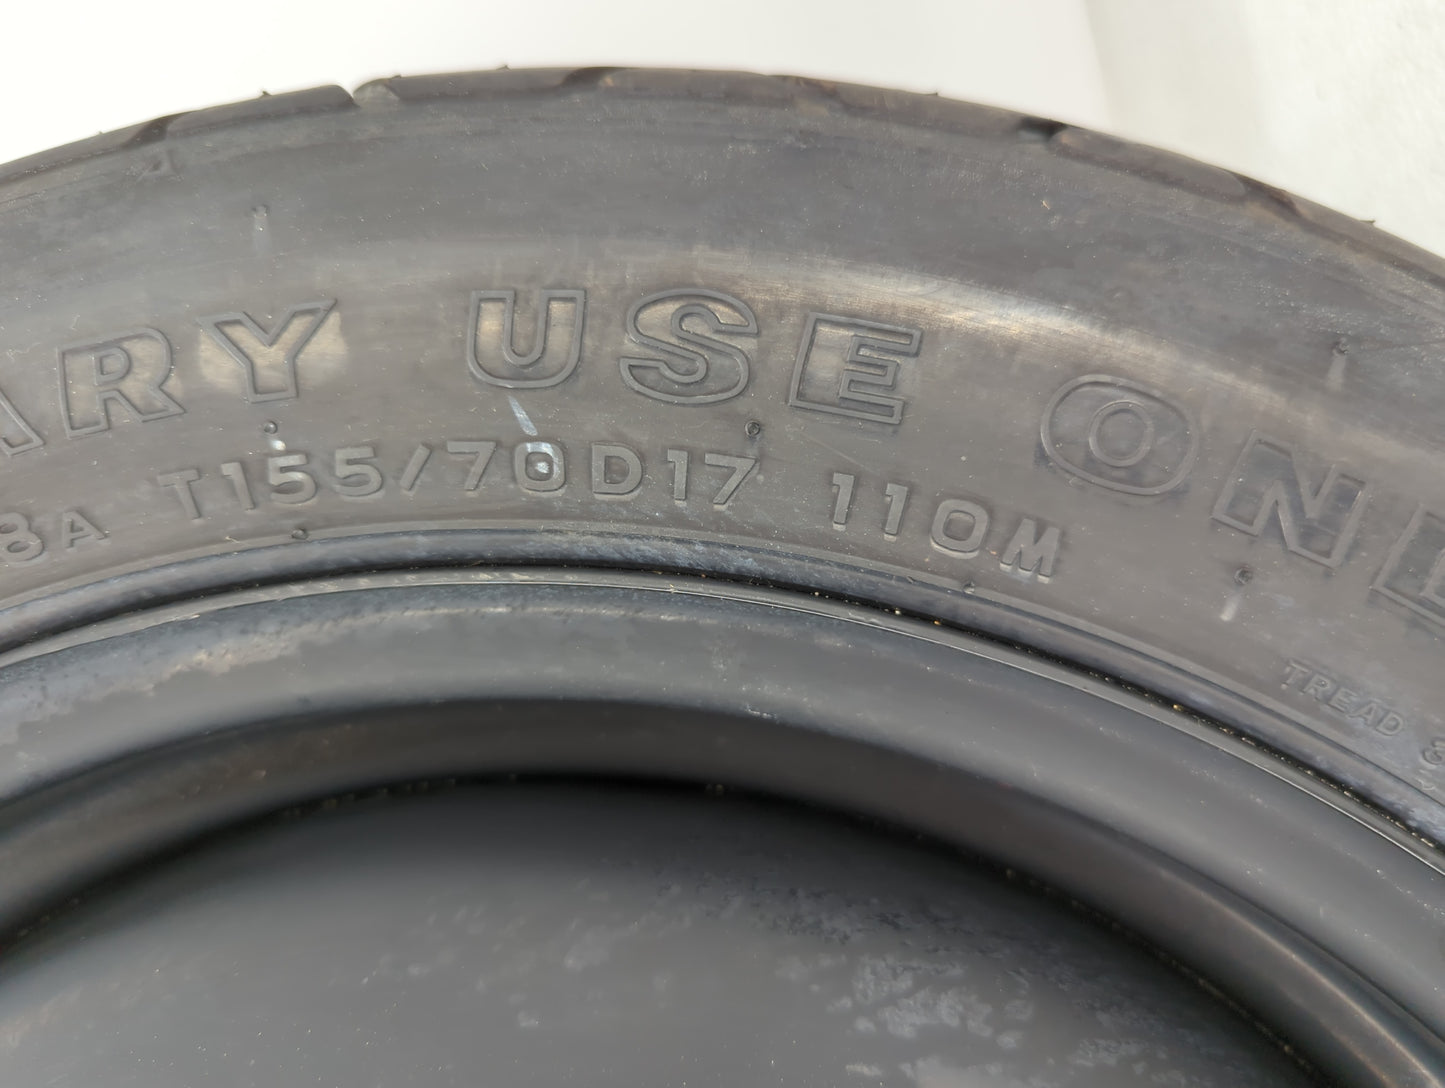 ARY USE ONL
8A T155/70D17 110M
TREAD